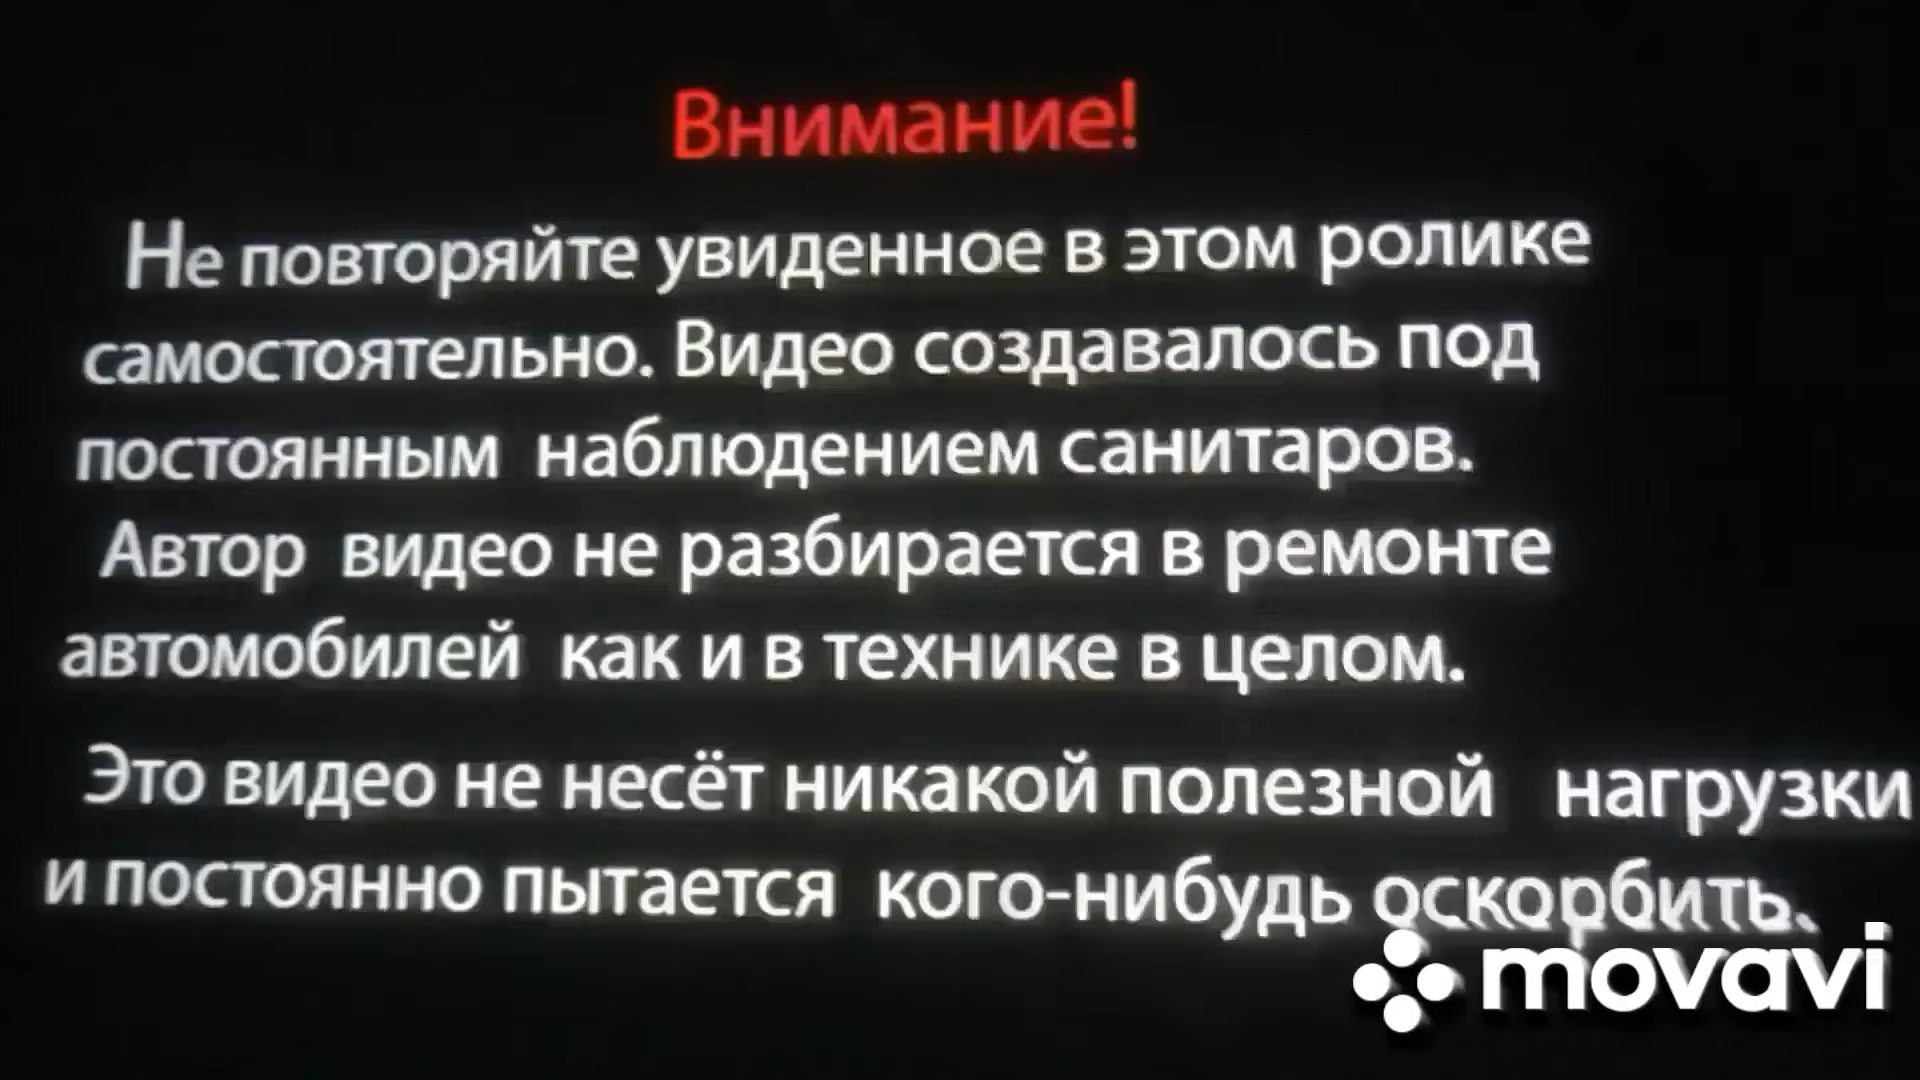 Внимание!
Не повторяйте увиденное в этом ролике
самостоятельно. Видео создавалось под
постоянным наблюдением санитаров.
Автор видео не разбирается в ремонте
автомобилей как и в технике в целом.
Это видео не несёт никакой полезной нагрузки
и постоянно пытается кого-нибудь оскорбить.
movavi